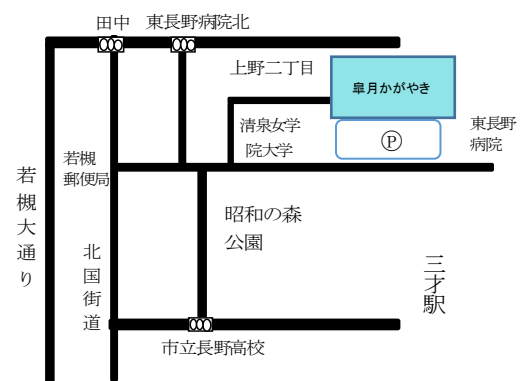 田中
東長野病院北
上野二丁目
皐月かがやき
Ⓟ
東長野
病院
清泉女学
院大学
若槻
郵便局
若槻大通り
北国街道
昭和の森
公園
三才駅
市立長野高校